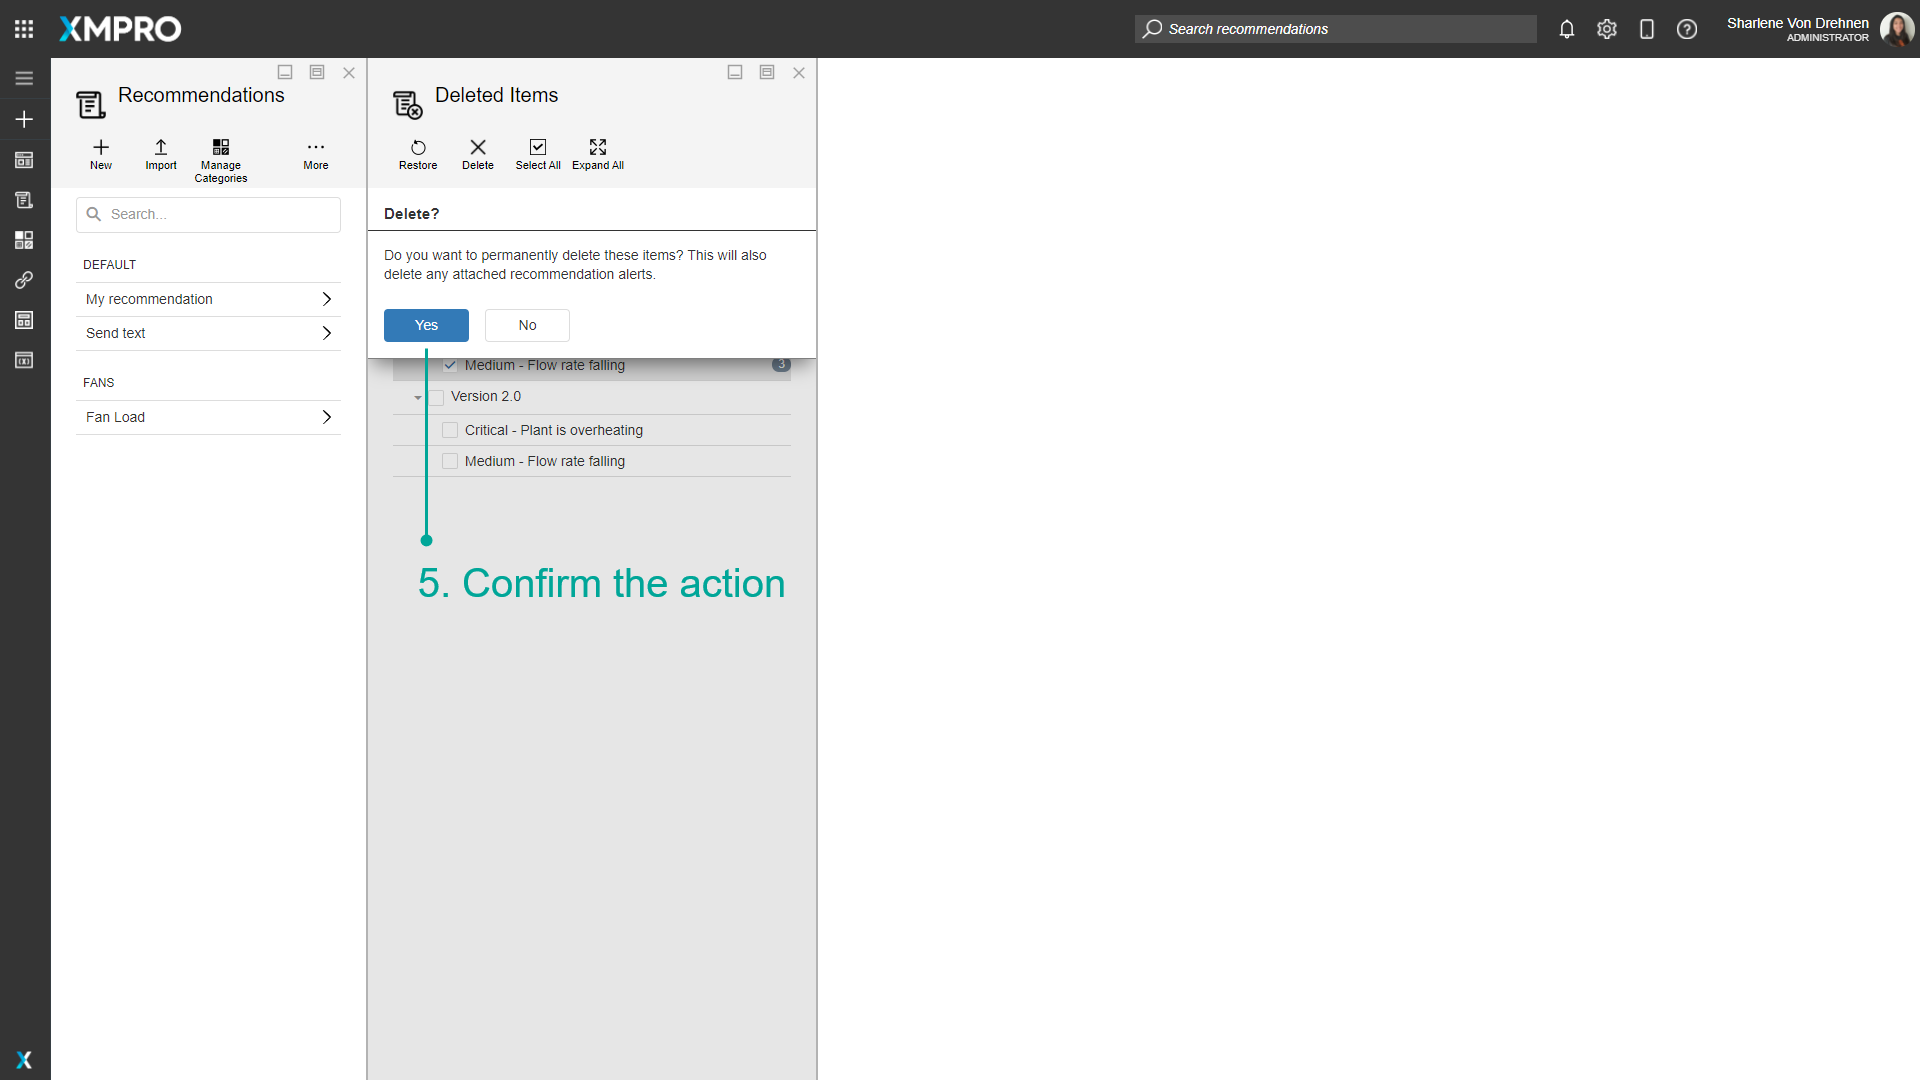 XMPRO
Search recommendations
Sharlene Von Drehnen
ADMINISTRATOR
Recommendations
New
Import
Manage
Categories
More
Search...
DEFAULT
My recommendation
Send text
FANS
Fan Load
Deleted Items
Restore
Delete
Select All
Expand All
Delete?
Do you want to permanently delete these items? This will also
delete any attached recommendation alerts.
Yes
No
Medium - Flow rate falling
3
Version 2.0
Critical - Plant is overheating
Medium - Flow rate falling
5. Confirm the action